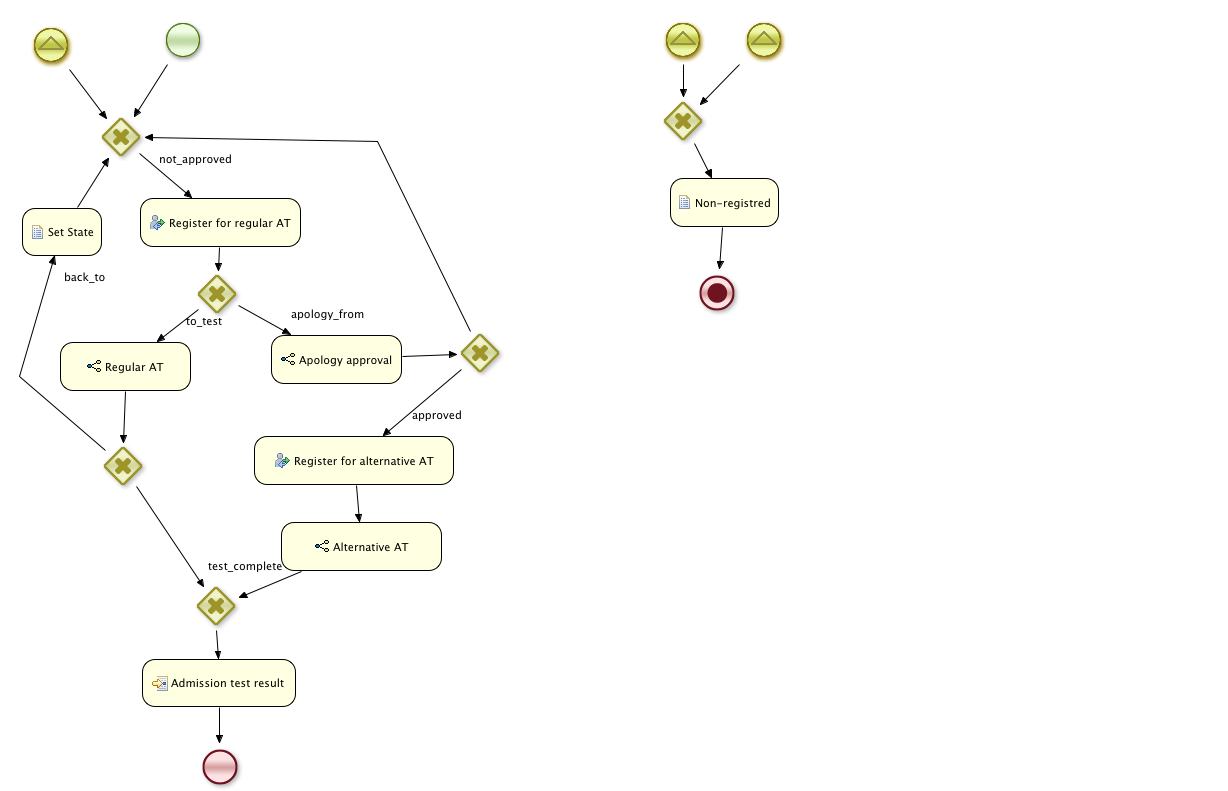 not_approved
Non-registred
Register for regular AT
Set State
back_to
apology_from
to_test
Apology approval
Regular AT
approved
Register for alternative AT
Alternative AT
test_complete
Admission test result